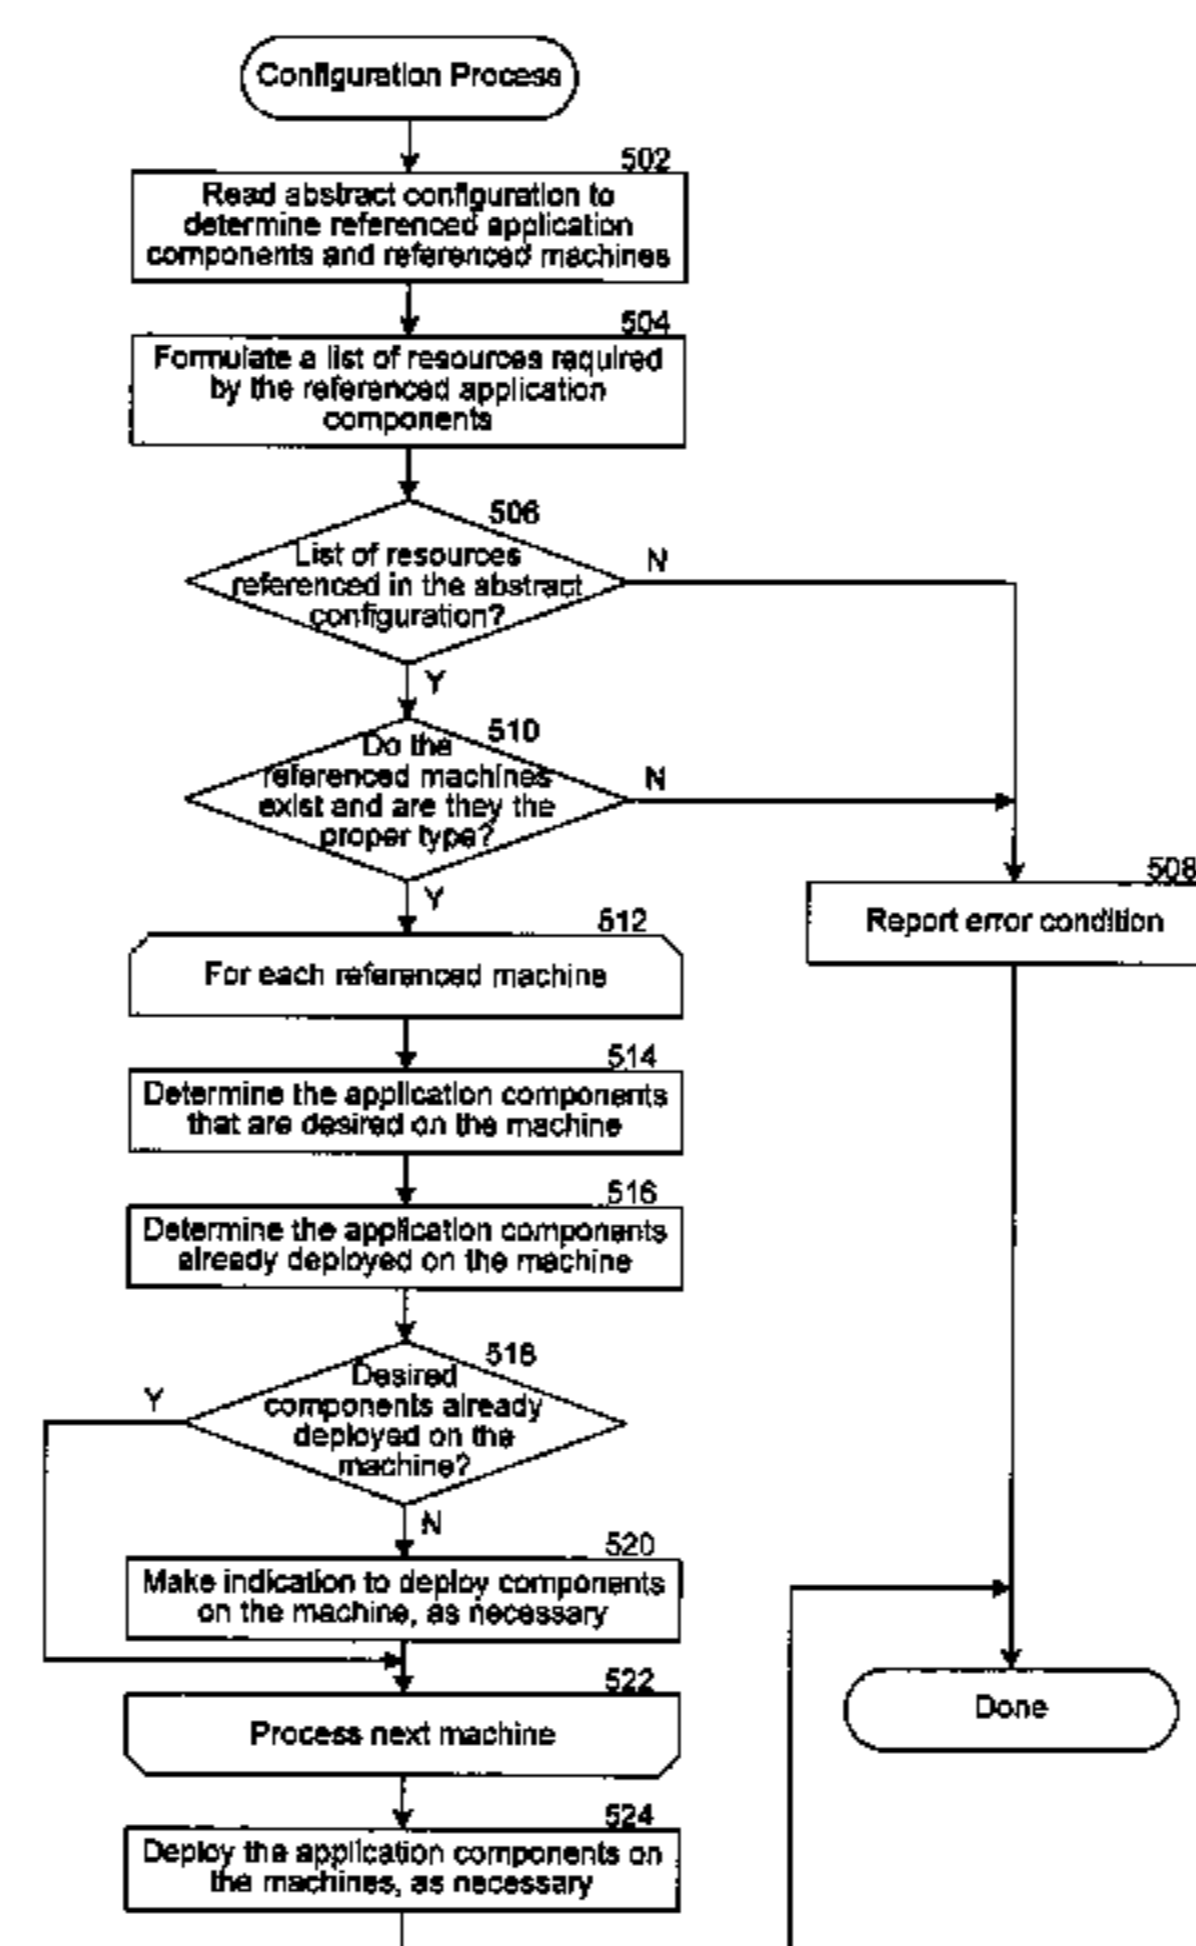 Configuration Process
502
Read abstract configuration to
determine referenced application
components and referenced machines
504
Formulate a list of resources required
by the referenced application
components
506
List of resources
referenced in the abstract
configuration?
N
Y
510
Do the
referenced machines
exist and are they the
proper type?
N
Y
508
Report error condition
512
For each referenced machine
514
Determine the application components
that are desired on the machine
516
Determine the application components
already deployed on the machine
518
Desired
components already
deployed on the
machine?
Y
N
520
Make indication to deploy components
on the machine, as necessary
522
Process next machine
Done
524
Deploy the application components on
the machines, as necessary